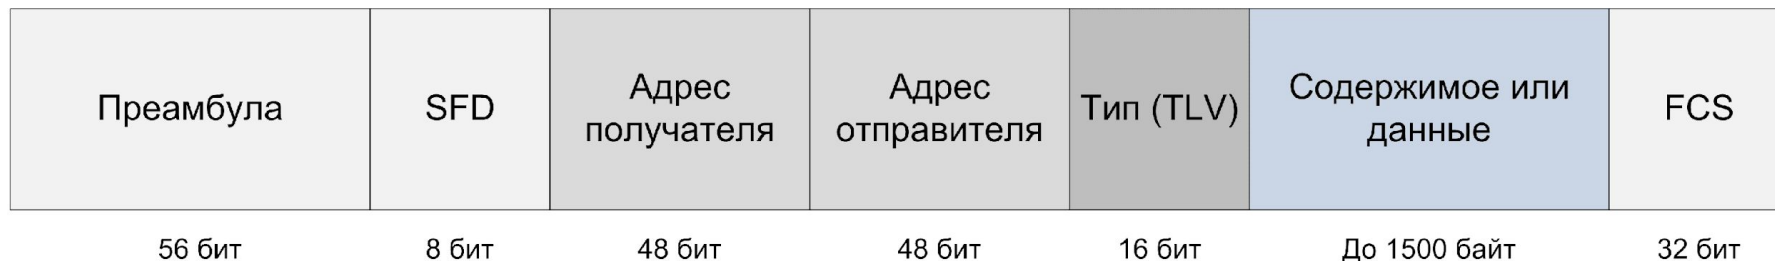 Преамбула
SFD
Адрес
получателя
Адрес
отправителя
Тип (TLV)
Содержимое или
данные
FCS
56 бит
8 бит
48 бит
48 бит
16 бит
До 1500 байт
32 бит